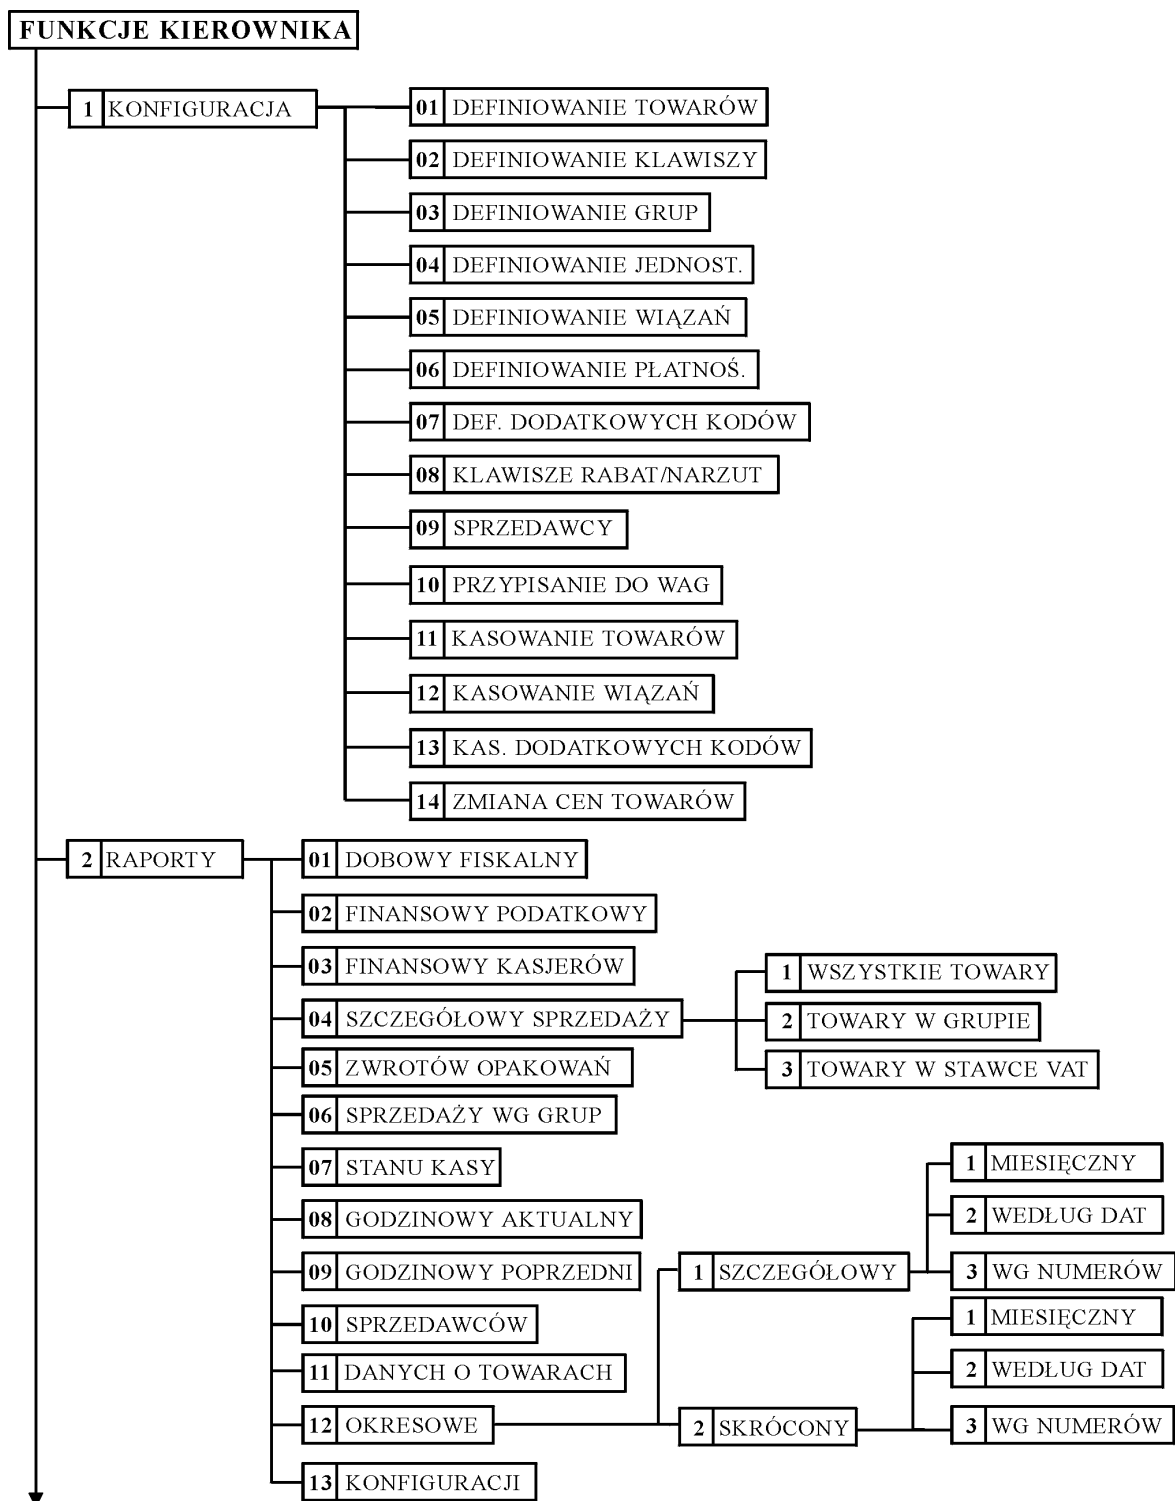 FUNKCJE KIEROWNIKA
1 KONFIGURACJA
01 DEFINIOWANIE TOWARÓW
02 DEFINIOWANIE KLAWISZY
03 DEFINIOWANIE GRUP
04 DEFINIOWANIE JEDNOST.
05 DEFINIOWANIE WIĄZAŃ
06 DEFINIOWANIE PŁATNOŚ.
07 DEF. DODATKOWYCH KODÓW
08 KLAWISZE RABAT/NARZUT
09 SPRZEDAWCY
10 PRZYPISANIE DO WAG
11 KASOWANIE TOWARÓW
12 KASOWANIE WIĄZAŃ
13 KAS. DODATKOWYCH KODÓW
14 ZMIANA CEN TOWARÓW
2 RAPORTY
01 DOBOWY FISKALNY
02 FINANSOWY PODATKOWY
03 FINANSOWY KASJERÓW
04 SZCZEGÓŁOWY SPRZEDAŻY
1 WSZYSTKIE TOWARY
2 TOWARY W GRUPIE
3 TOWARY W STAWCE VAT
05 ZWROTÓW OPAKOWAŃ
06 SPRZEDAŻY WG GRUP
07 STANU KASY
08 GODZINOWY AKTUALNY
09 GODZINOWY POPRZEDNI
10 SPRZEDAWCÓW
11 DANYCH O TOWARACH
12 OKRESOWE
1 SZCZEGÓŁOWY
1 MIESIĘCZNY
2 WEDŁUG DAT
3 WG NUMERÓW
2 SKRÓCONY
1 MIESIĘCZNY
2 WEDŁUG DAT
3 WG NUMERÓW
13 KONFIGURACJI